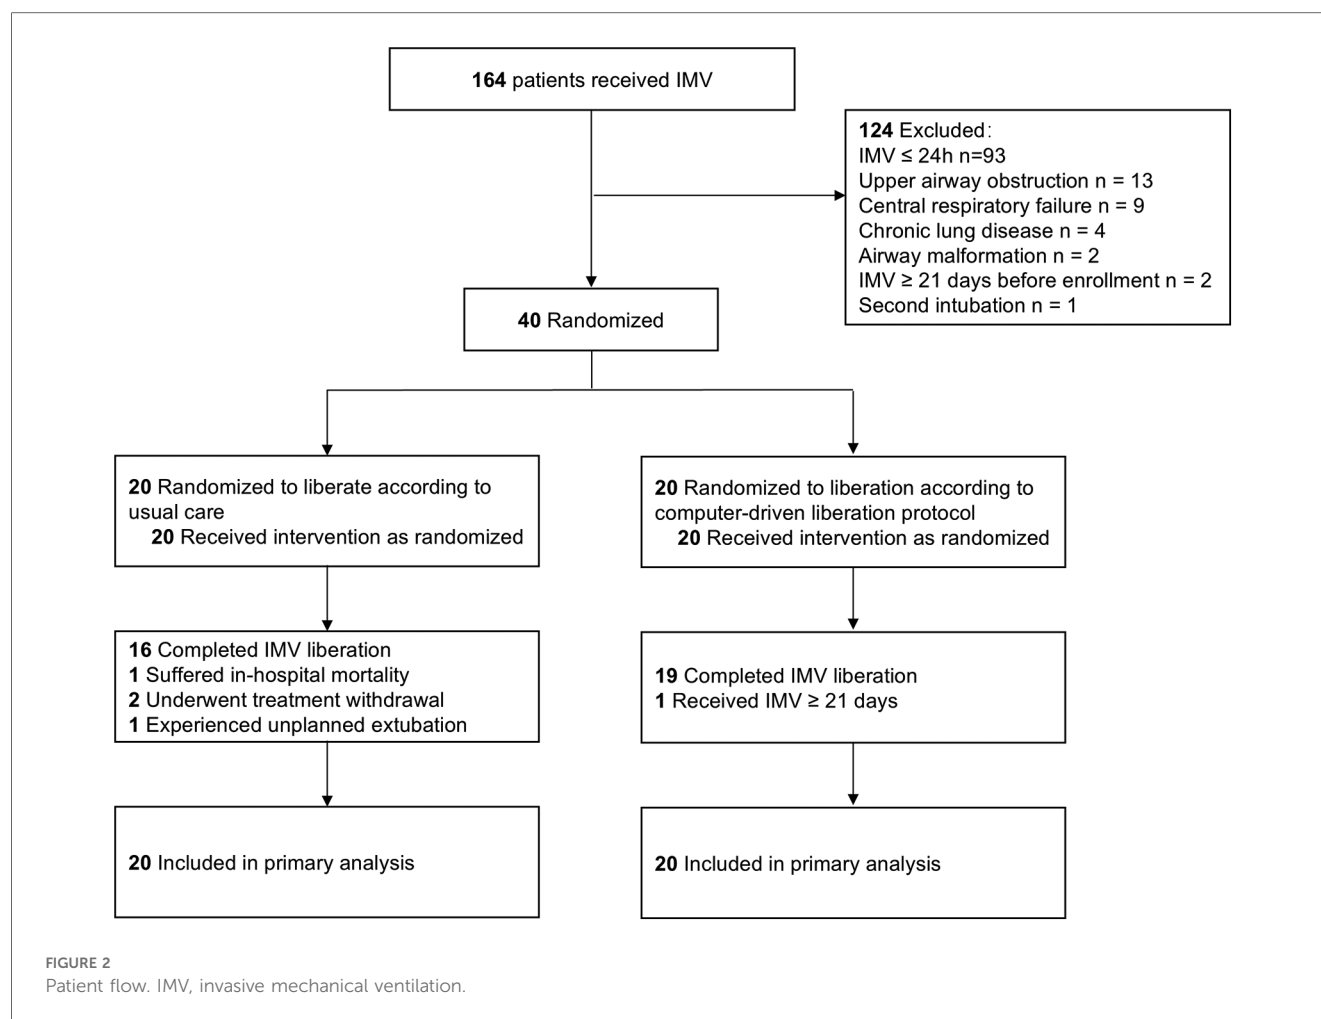 164 patients received IMV
124 Excluded:
IMV ≤ 24h n=93
Upper airway obstruction n = 13
Central respiratory failure n = 9
Chronic lung disease n = 4
Airway malformation n = 2
IMV ≥ 21 days before enrollment n = 2
Second intubation n = 1
40 Randomized
20 Randomized to liberate according to
usual care
20 Received intervention as randomized
20 Randomized to liberation according to
computer-driven liberation protocol
20 Received intervention as randomized
16 Completed IMV liberation
1 Suffered in-hospital mortality
2 Underwent treatment withdrawal
1 Experienced unplanned extubation
19 Completed IMV liberation
1 Received IMV ≥ 21 days
20 Included in primary analysis
20 Included in primary analysis
FIGURE 2
Patient flow. IMV, invasive mechanical ventilation.